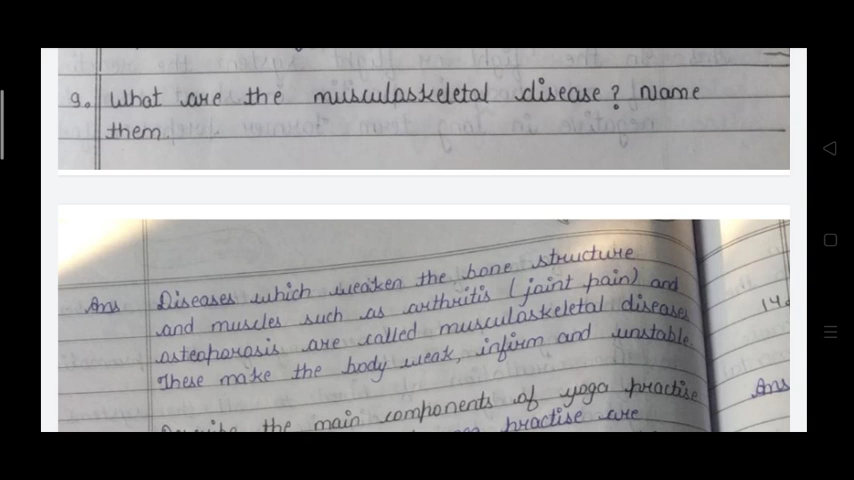 9. What are the musculoskeletal disease? Name
them
Ans Diseases which weaken the bone structure
and muscles such as arthritis (joint pain) and
osteoporosis are called musculoskeletal diseases
These make the body weak, infirm and unstable.
14.
the main components of yoga practise
practise are
Ans